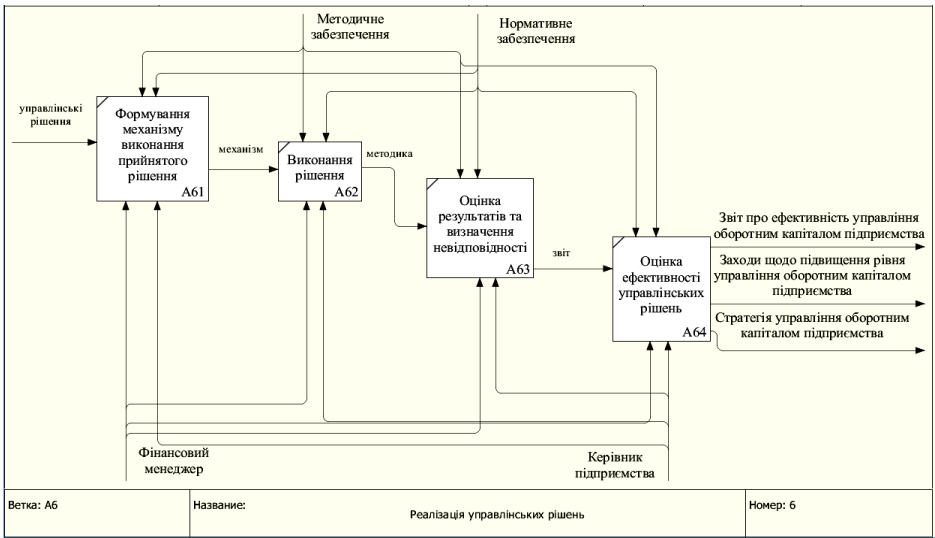 Методичне
забезпечення
Нормативне
забезпечення
управлінські
рішення
Формування
механізму
виконання
прийнятого
рішення
A61
механізм
Виконання
рішення
A62
методика
Оцінка
результатів та
визначення
невідповідності
A63
звіт
Оцінка
ефективності
управлінських
рішень
A64
Звіт про ефективність управління
оборотним капіталом підприємства
Заходи щодо підвищення рівня
управління оборотним капіталом
підприємства
Стратегія управління оборотним
капіталом підприємства
Фінансовий
менеджер
Керівник
підприємства
Ветка: A6
Название:
Реалізація управлінських рішень
Номер: 6